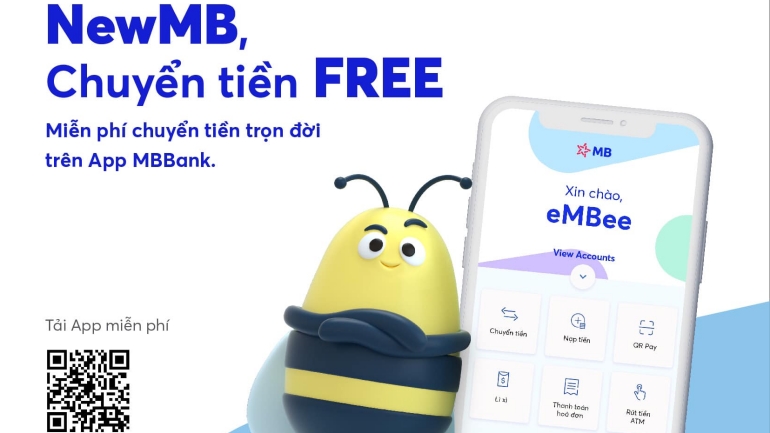 NewMB,
Chuyển tiền FREE
Miễn phí chuyển tiền trọn đời
trên App MBBank.
MB
Xin chào,
eMBee
View Accounts
Chuyển tiền
Nạp tiền
QR Pay
Lì xì
Thanh toán
hoá đơn
Rút tiền
ATM
Tải App miễn phí